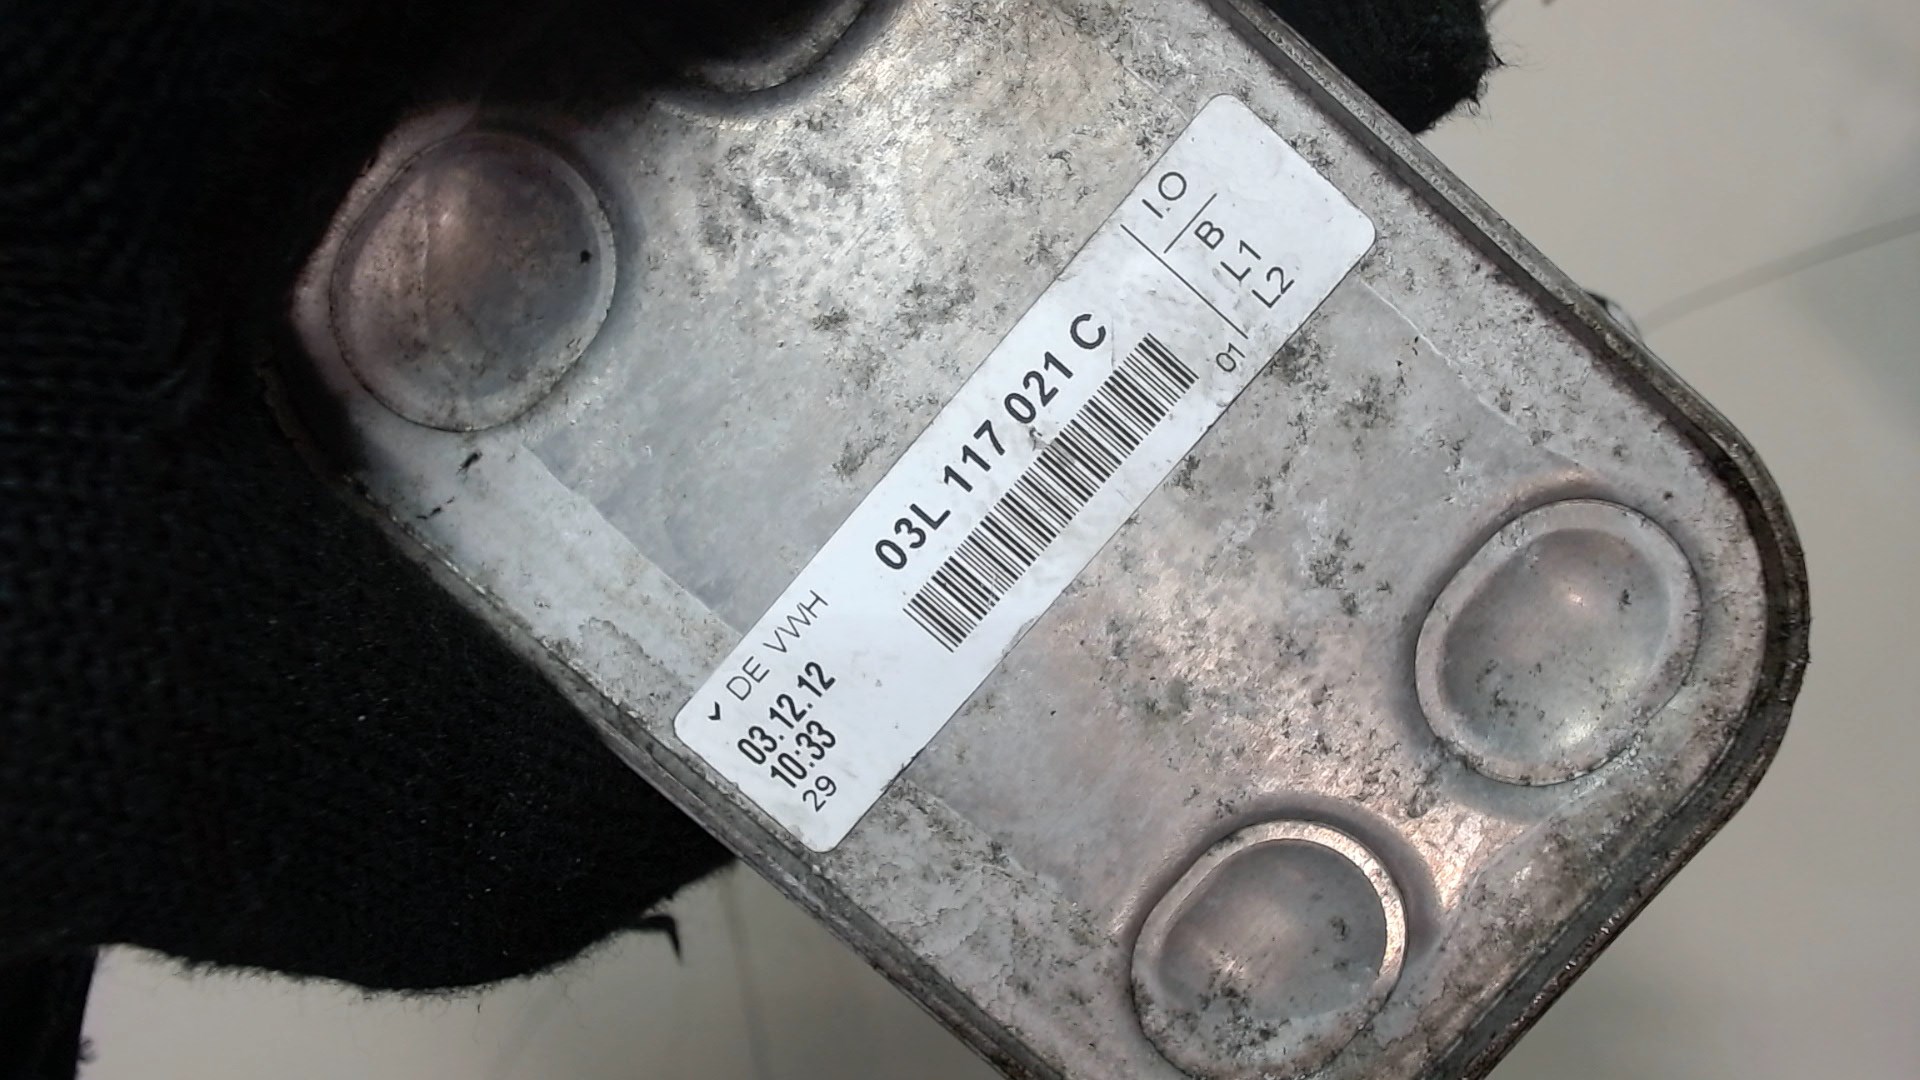 DE VWH
03.12.12
10:33
29
03L 117 021 C
01
I.O
B
L1
L2